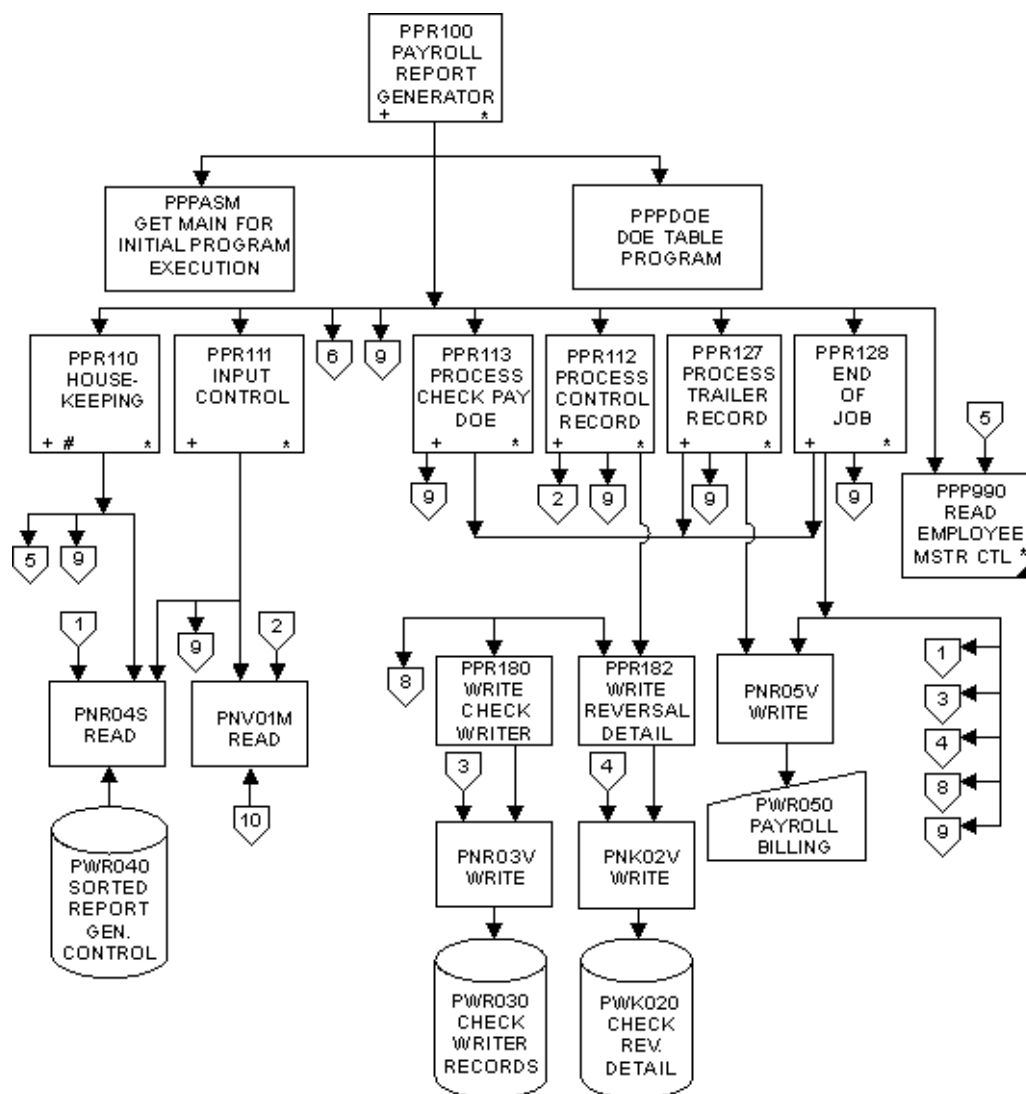 PPR100
PAYROLL
REPORT
GENERATOR
+ *
PPPASM
GET MAIN FOR
INITIAL PROGRAM
EXECUTION
PPPDOE
DOE TABLE
PROGRAM
PPR110
HOUSE-
KEEPING
+ # *
PPR111
INPUT
CONTROL
+ *
6
9
PPR113
PROCESS
CHECK PAY
DOE
+ *
PPR112
PROCESS
CONTROL
RECORD
+ *
PPR127
PROCESS
TRAILER
RECORD
+ *
PPR128
END
OF
JOB
+ *
5
PPP990
READ
EMPLOYEE
MSTR CTL *
9
2
9
9
9
5
9
1
9
2
PNR04S
READ
PNV01M
READ
10
PWR040
SORTED
REPORT
GEN.
CONTROL
8
PPR180
WRITE
CHECK
WRITER
PPR182
WRITE
REVERSAL
DETAIL
PNR05V
WRITE
1
3
4
8
9
3
4
PWR050
PAYROLL
BILLING
PNR03V
WRITE
PNK02V
WRITE
PWR030
CHECK
WRITER
RECORDS
PWK020
CHECK
REV.
DETAIL